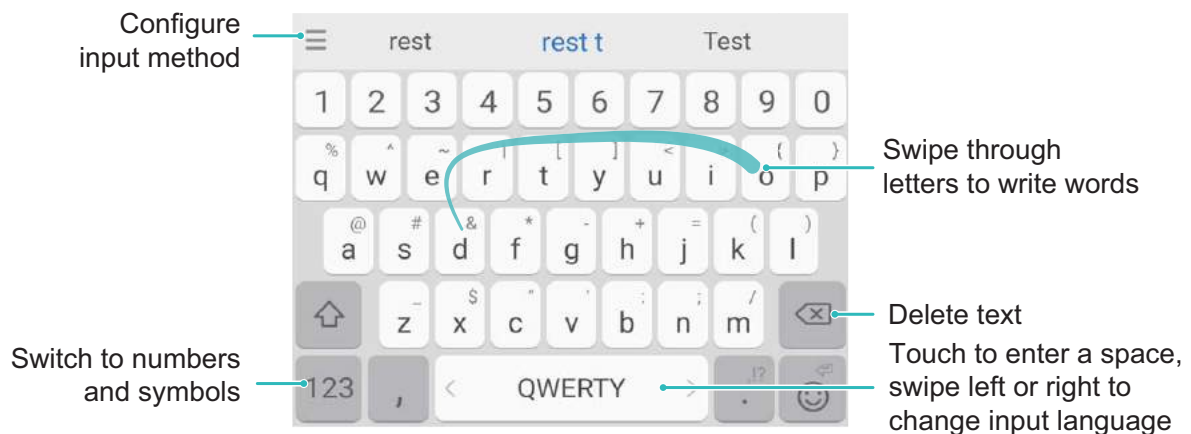 Configure
input method
rest rest t Test
1 2 3 4 5 6 7 8 9 0
% ^ ~ | [ ] < { }
q w e r t y u i o p
Swipe through
letters to write words
@ # & * - + = ( )
a s d f g h j k l
_ $ " ' : ; /
z x c v b n m
Delete text
Switch to numbers
and symbols
123 , < QWERTY > ,!? .
Touch to enter a space,
swipe left or right to
change input language